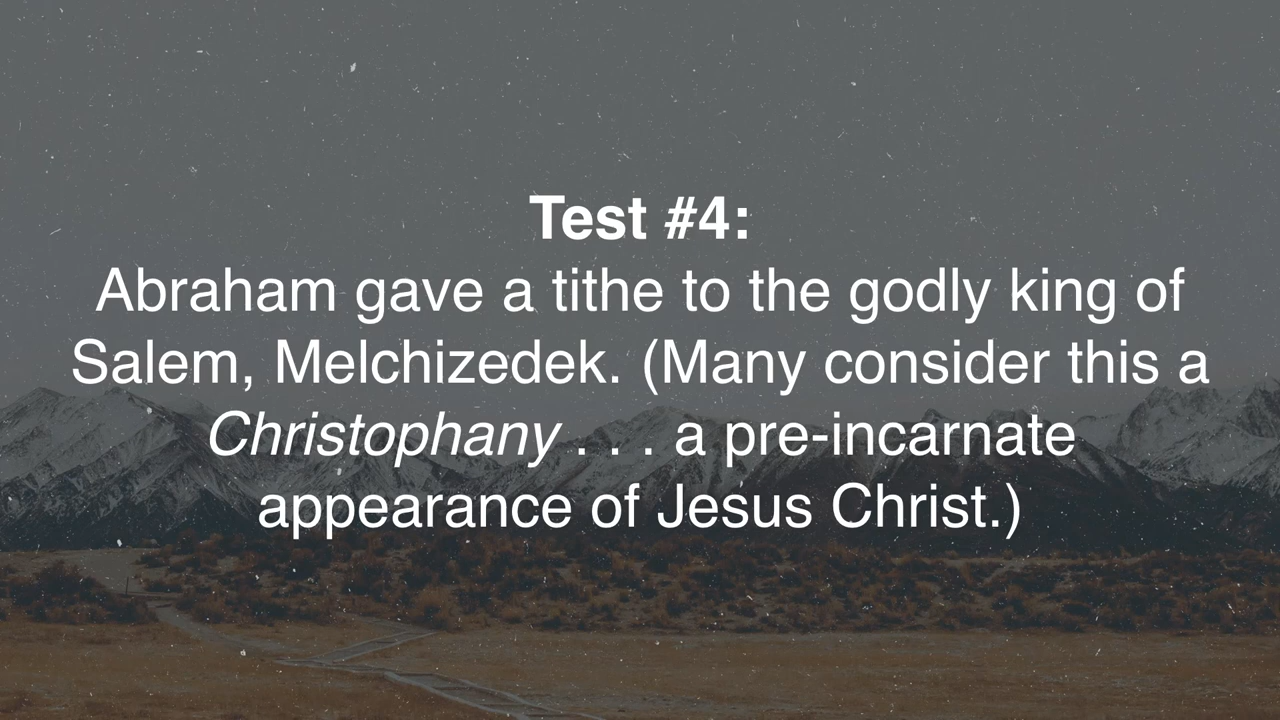 Test #4:
Abraham gave a tithe to the godly king of
Salem, Melchizedek. (Many consider this a
Christophany . . . a pre-incarnate
appearance of Jesus Christ.)